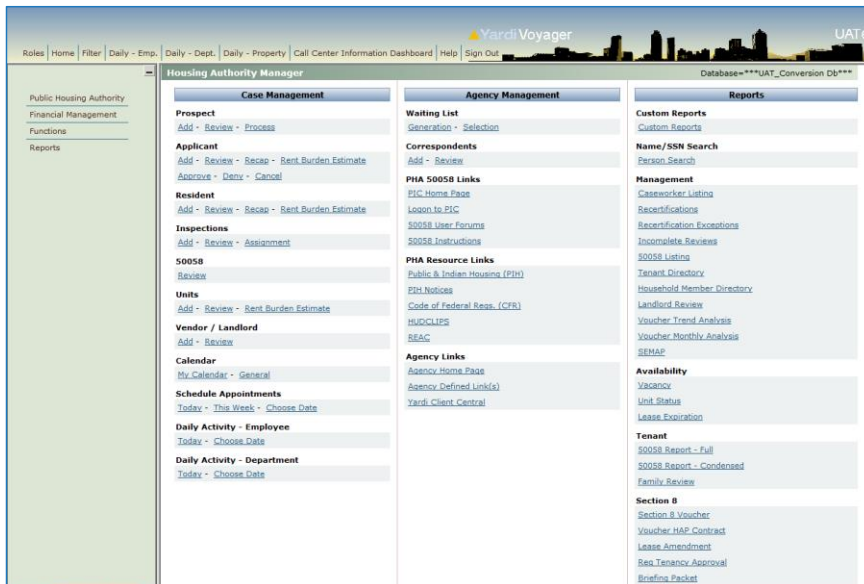 Yardi Voyager
UAT
Roles | Home | Filter | Daily - Emp. | Daily - Dept. | Daily - Property | Call Center Information Dashboard | Help | Sign Out
Housing Authority Manager
Database=***UAT_Conversion Db***
Public Housing Authority
Financial Management
Functions
Reports
Case Management
Prospect
Add - Review - Process
Applicant
Add - Review - Recap - Rent Burden Estimate
Approve - Deny - Cancel
Resident
Add - Review - Recap - Rent Burden Estimate
Inspections
Add - Review - Assignment
50058
Review
Units
Add - Review - Rent Burden Estimate
Vendor / Landlord
Add - Review
Calendar
My Calendar - General
Schedule Appointments
Today - This Week - Choose Date
Daily Activity - Employee
Today - Choose Date
Daily Activity - Department
Today - Choose Date
Agency Management
Waiting List
Generation - Selection
Correspondents
Add - Review
PHA 50058 Links
PIC Home Page
Logon to PIC
50058 User Forums
50058 Instructions
PHA Resource Links
Public & Indian Housing (PIH)
PIH Notices
Code of Federal Regs. (CFR)
HUDCLIPS
REAC
Agency Links
Agency Home Page
Agency Defined Link(s)
Yardi Client Central
Reports
Custom Reports
Custom Reports
Name/SSN Search
Person Search
Management
Caseworker Listing
Recertifications
Recertification Exceptions
Incomplete Reviews
50058 Listing
Tenant Directory
Household Member Directory
Landlord Review
Voucher Trend Analysis
Voucher Monthly Analysis
SEMAP
Availability
Vacancy
Unit Status
Lease Expiration
Tenant
50058 Report - Full
50058 Report - Condensed
Family Review
Section 8
Section 8 Voucher
Voucher HAP Contract
Lease Amendment
Req Tenancy Approval
Briefing Packet